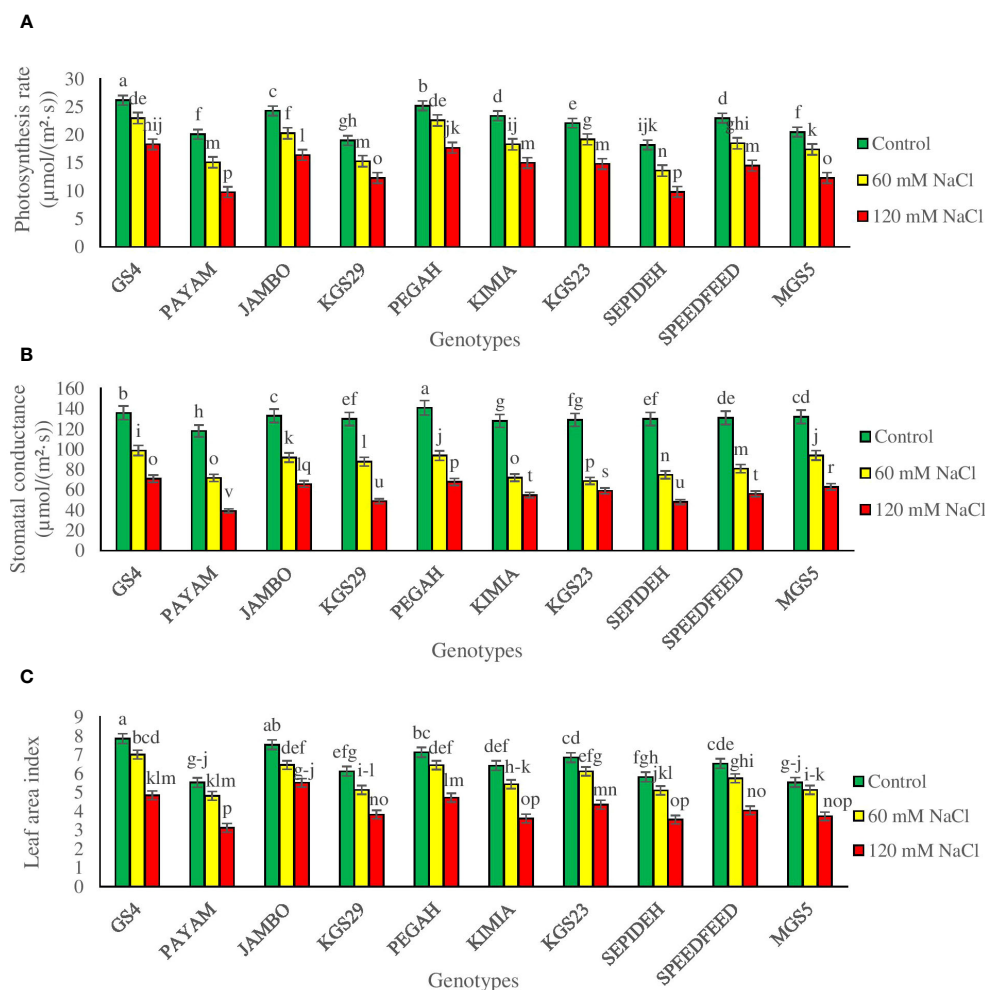 A
Photosynthesis rate
(µmol/(m²·s))
30
25
20
15
10
5
0
a de hij
f m p
c f l
gh m o
b de jk
d ij m
e g m
ijk n p
d ghi m
f k o
Control
60 mM NaCl
120 mM NaCl
GS4 PAYAM JAMBO KGS29 PEGAH KIMIA KGS23 SEPIDEH SPEEDFEED MGS5
Genotypes
B
Stomatal conductance
(µmol/(m²·s))
160
140
120
100
80
60
40
20
0
b i o
h o v
c k lq
ef l u
a j p
g o t
fg p s
ef n u
de m t
cd j r
Control
60 mM NaCl
120 mM NaCl
GS4 PAYAM JAMBO KGS29 PEGAH KIMIA KGS23 SEPIDEH SPEEDFEED MGS5
Genotypes
C
Leaf area index
9
8
7
6
5
4
3
2
1
0
a bcd klm
g-j klm p
ab def g-j
efg i-l no
bc def lm
def h-k op
cd efg mn
fgh jkl op
cde ghi no
g-j i-k nop
Control
60 mM NaCl
120 mM NaCl
GS4 PAYAM JAMBO KGS29 PEGAH KIMIA KGS23 SEPIDEH SPEEDFEED MGS5
Genotypes